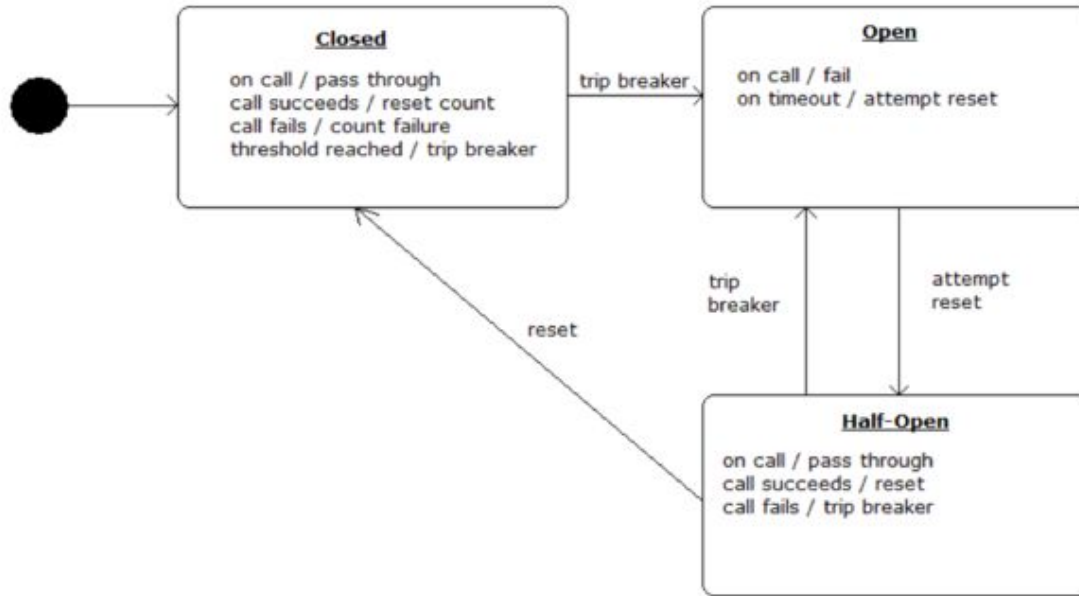 Closed
on call / pass through
call succeeds / reset count
call fails / count failure
threshold reached / trip breaker
trip breaker
Open
on call / fail
on timeout / attempt reset
trip
breaker
attempt
reset
reset
Half-Open
on call / pass through
call succeeds / reset
call fails / trip breaker